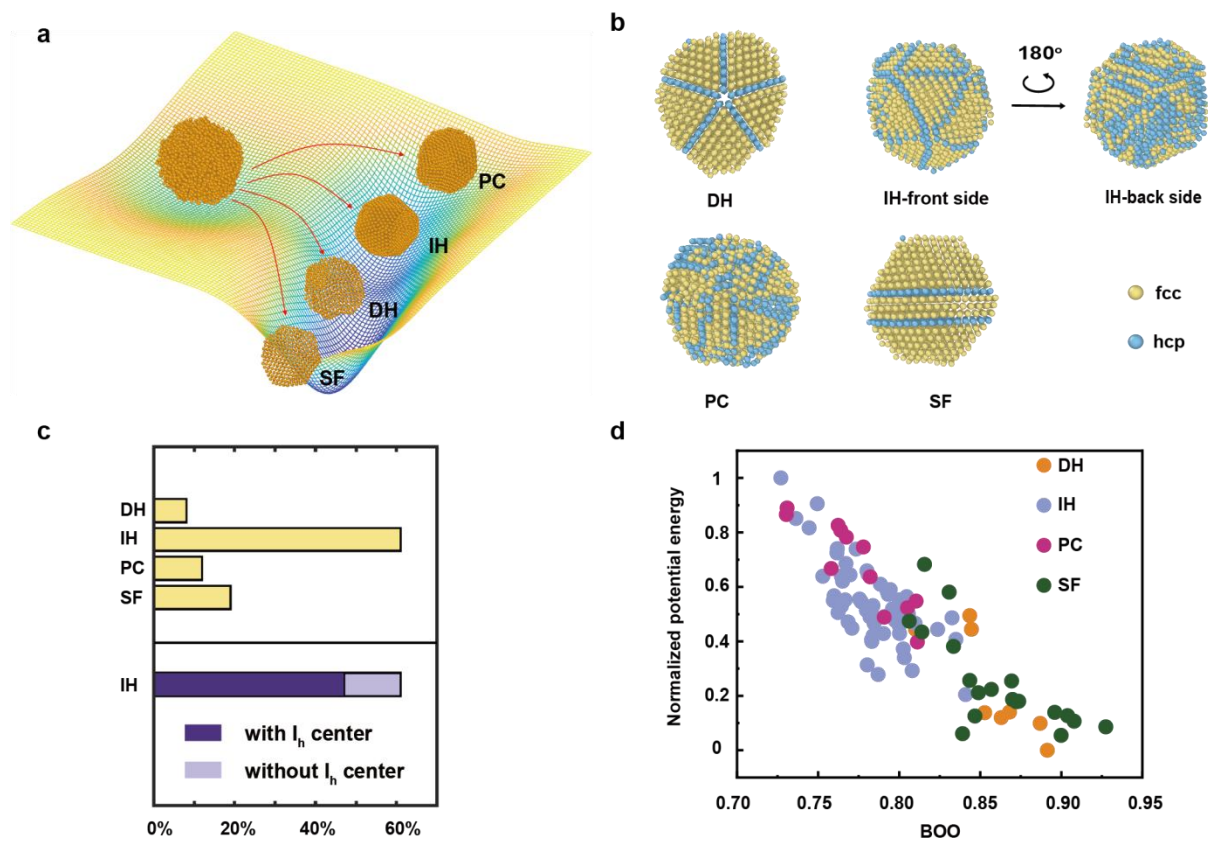 a
PC
IH
DH
SF
b
180°
DH
IH-front side
IH-back side
fcc
hcp
PC
SF
c
DH
IH
PC
SF
IH
with I_h center
without I_h center
0% 20% 40% 60%
d
Normalized potential energy
1
0.8
0.6
0.4
0.2
0
DH
IH
PC
SF
0.70 0.75 0.80 0.85 0.90 0.95
BOO